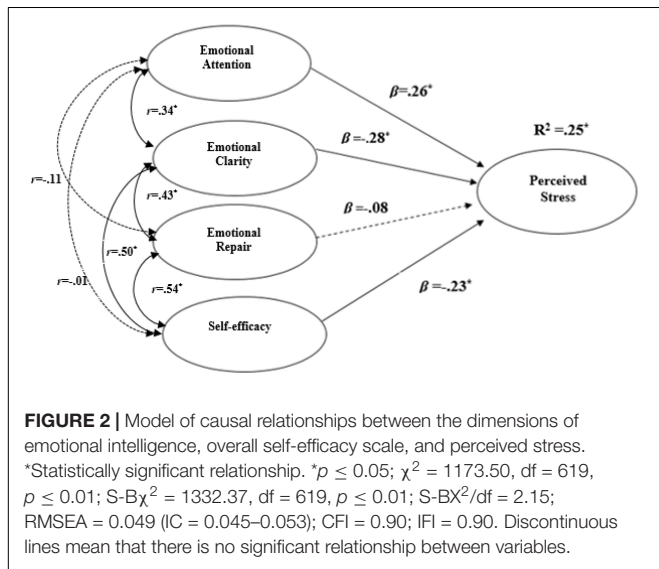 Emotional
Attention
β=.26*
r=.34*
R² =.25*
Emotional
Clarity
β=-.28*
r=-.11
r=.43*
Perceived
Stress
Emotional
Repair
β=-.08
r=.50*
r=-.01
r=.54*
β =-.23*
Self-efficacy
FIGURE 2 | Model of causal relationships between the dimensions of
emotional intelligence, overall self-efficacy scale, and perceived stress.
*Statistically significant relationship. *p ≤ 0.05; χ² = 1173.50, df = 619,
p ≤ 0.01; S-Bχ² = 1332.37, df = 619, p ≤ 0.01; S-BX²/df = 2.15;
RMSEA = 0.049 (IC = 0.045–0.053); CFI = 0.90; IFI = 0.90. Discontinuous
lines mean that there is no significant relationship between variables.